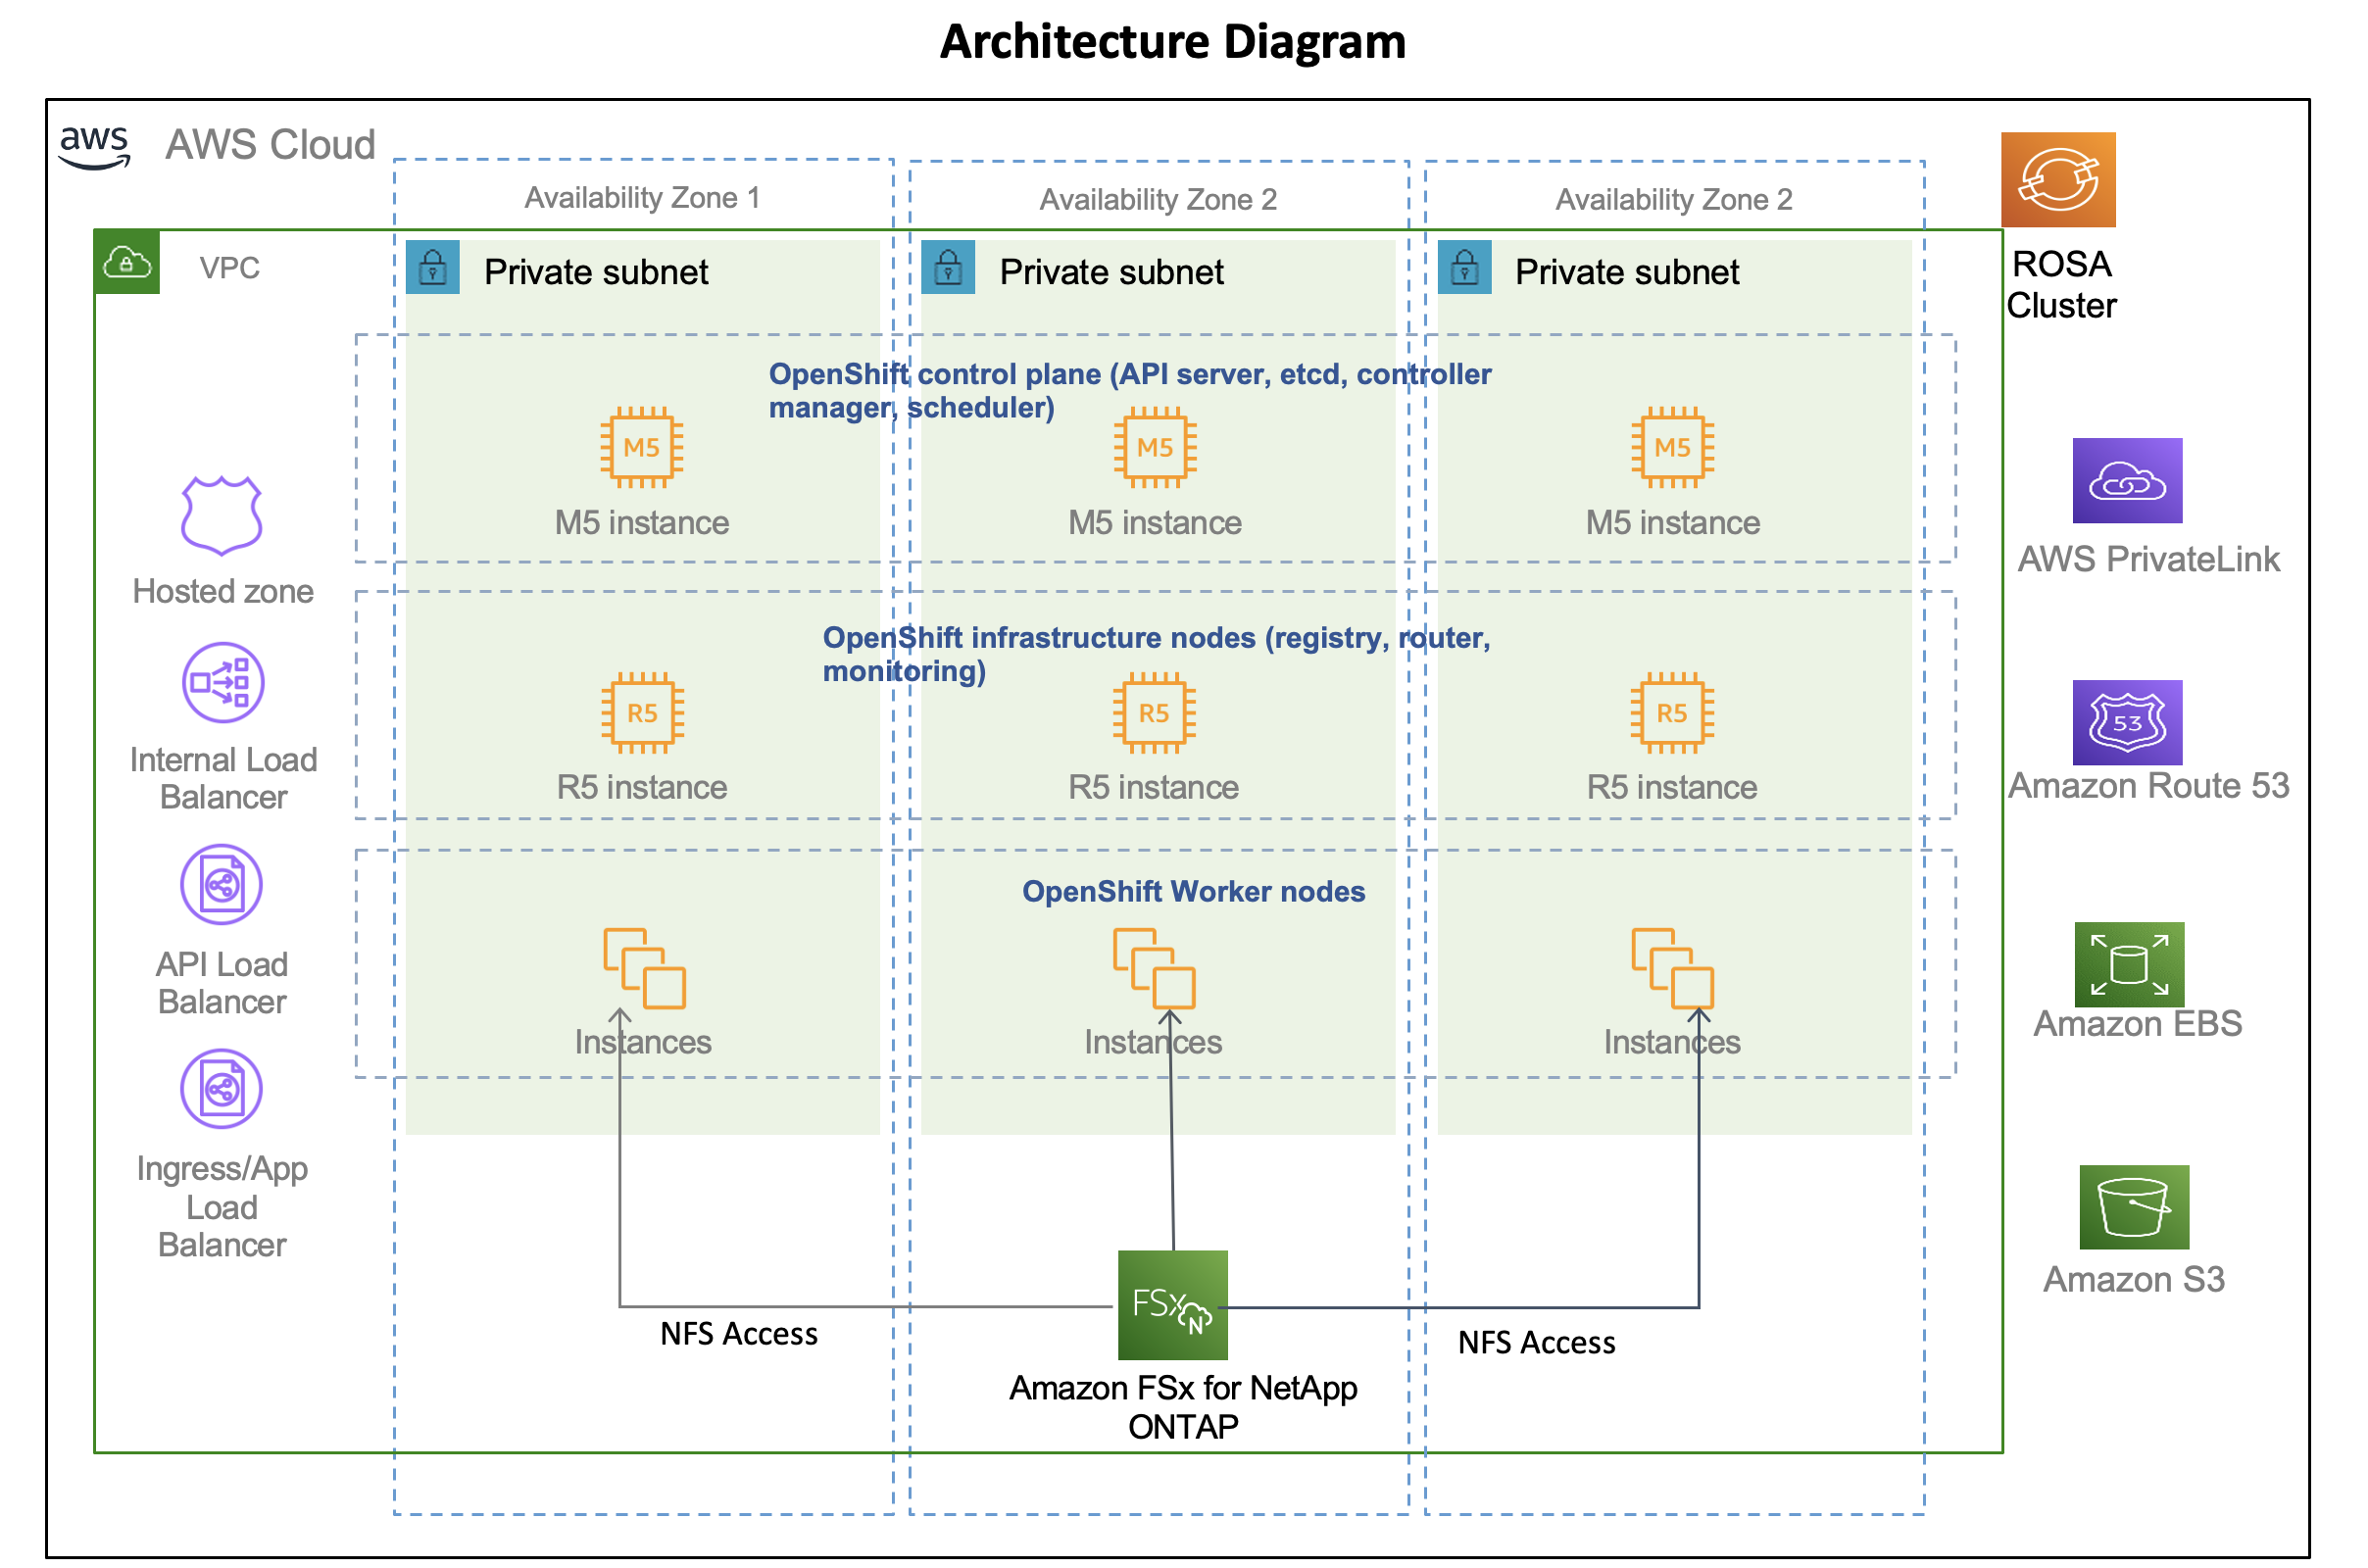 Architecture Diagram
aws
AWS Cloud
Availability Zone 1
Availability Zone 2
Availability Zone 2
ROSA
Cluster
VPC
Private subnet
Private subnet
Private subnet
OpenShift control plane (API server, etcd, controller
manager, scheduler)
M5
M5
M5
M5 instance
M5 instance
M5 instance
Hosted zone
AWS PrivateLink
OpenShift infrastructure nodes (registry, router,
monitoring)
R5
R5
R5
R5 instance
R5 instance
R5 instance
Internal Load
Balancer
53
Amazon Route 53
OpenShift Worker nodes
Instances
Instances
Instances
API Load
Balancer
Amazon EBS
Ingress/App
Load
Balancer
Amazon S3
NFS Access
FSx
N
NFS Access
Amazon FSx for NetApp
ONTAP